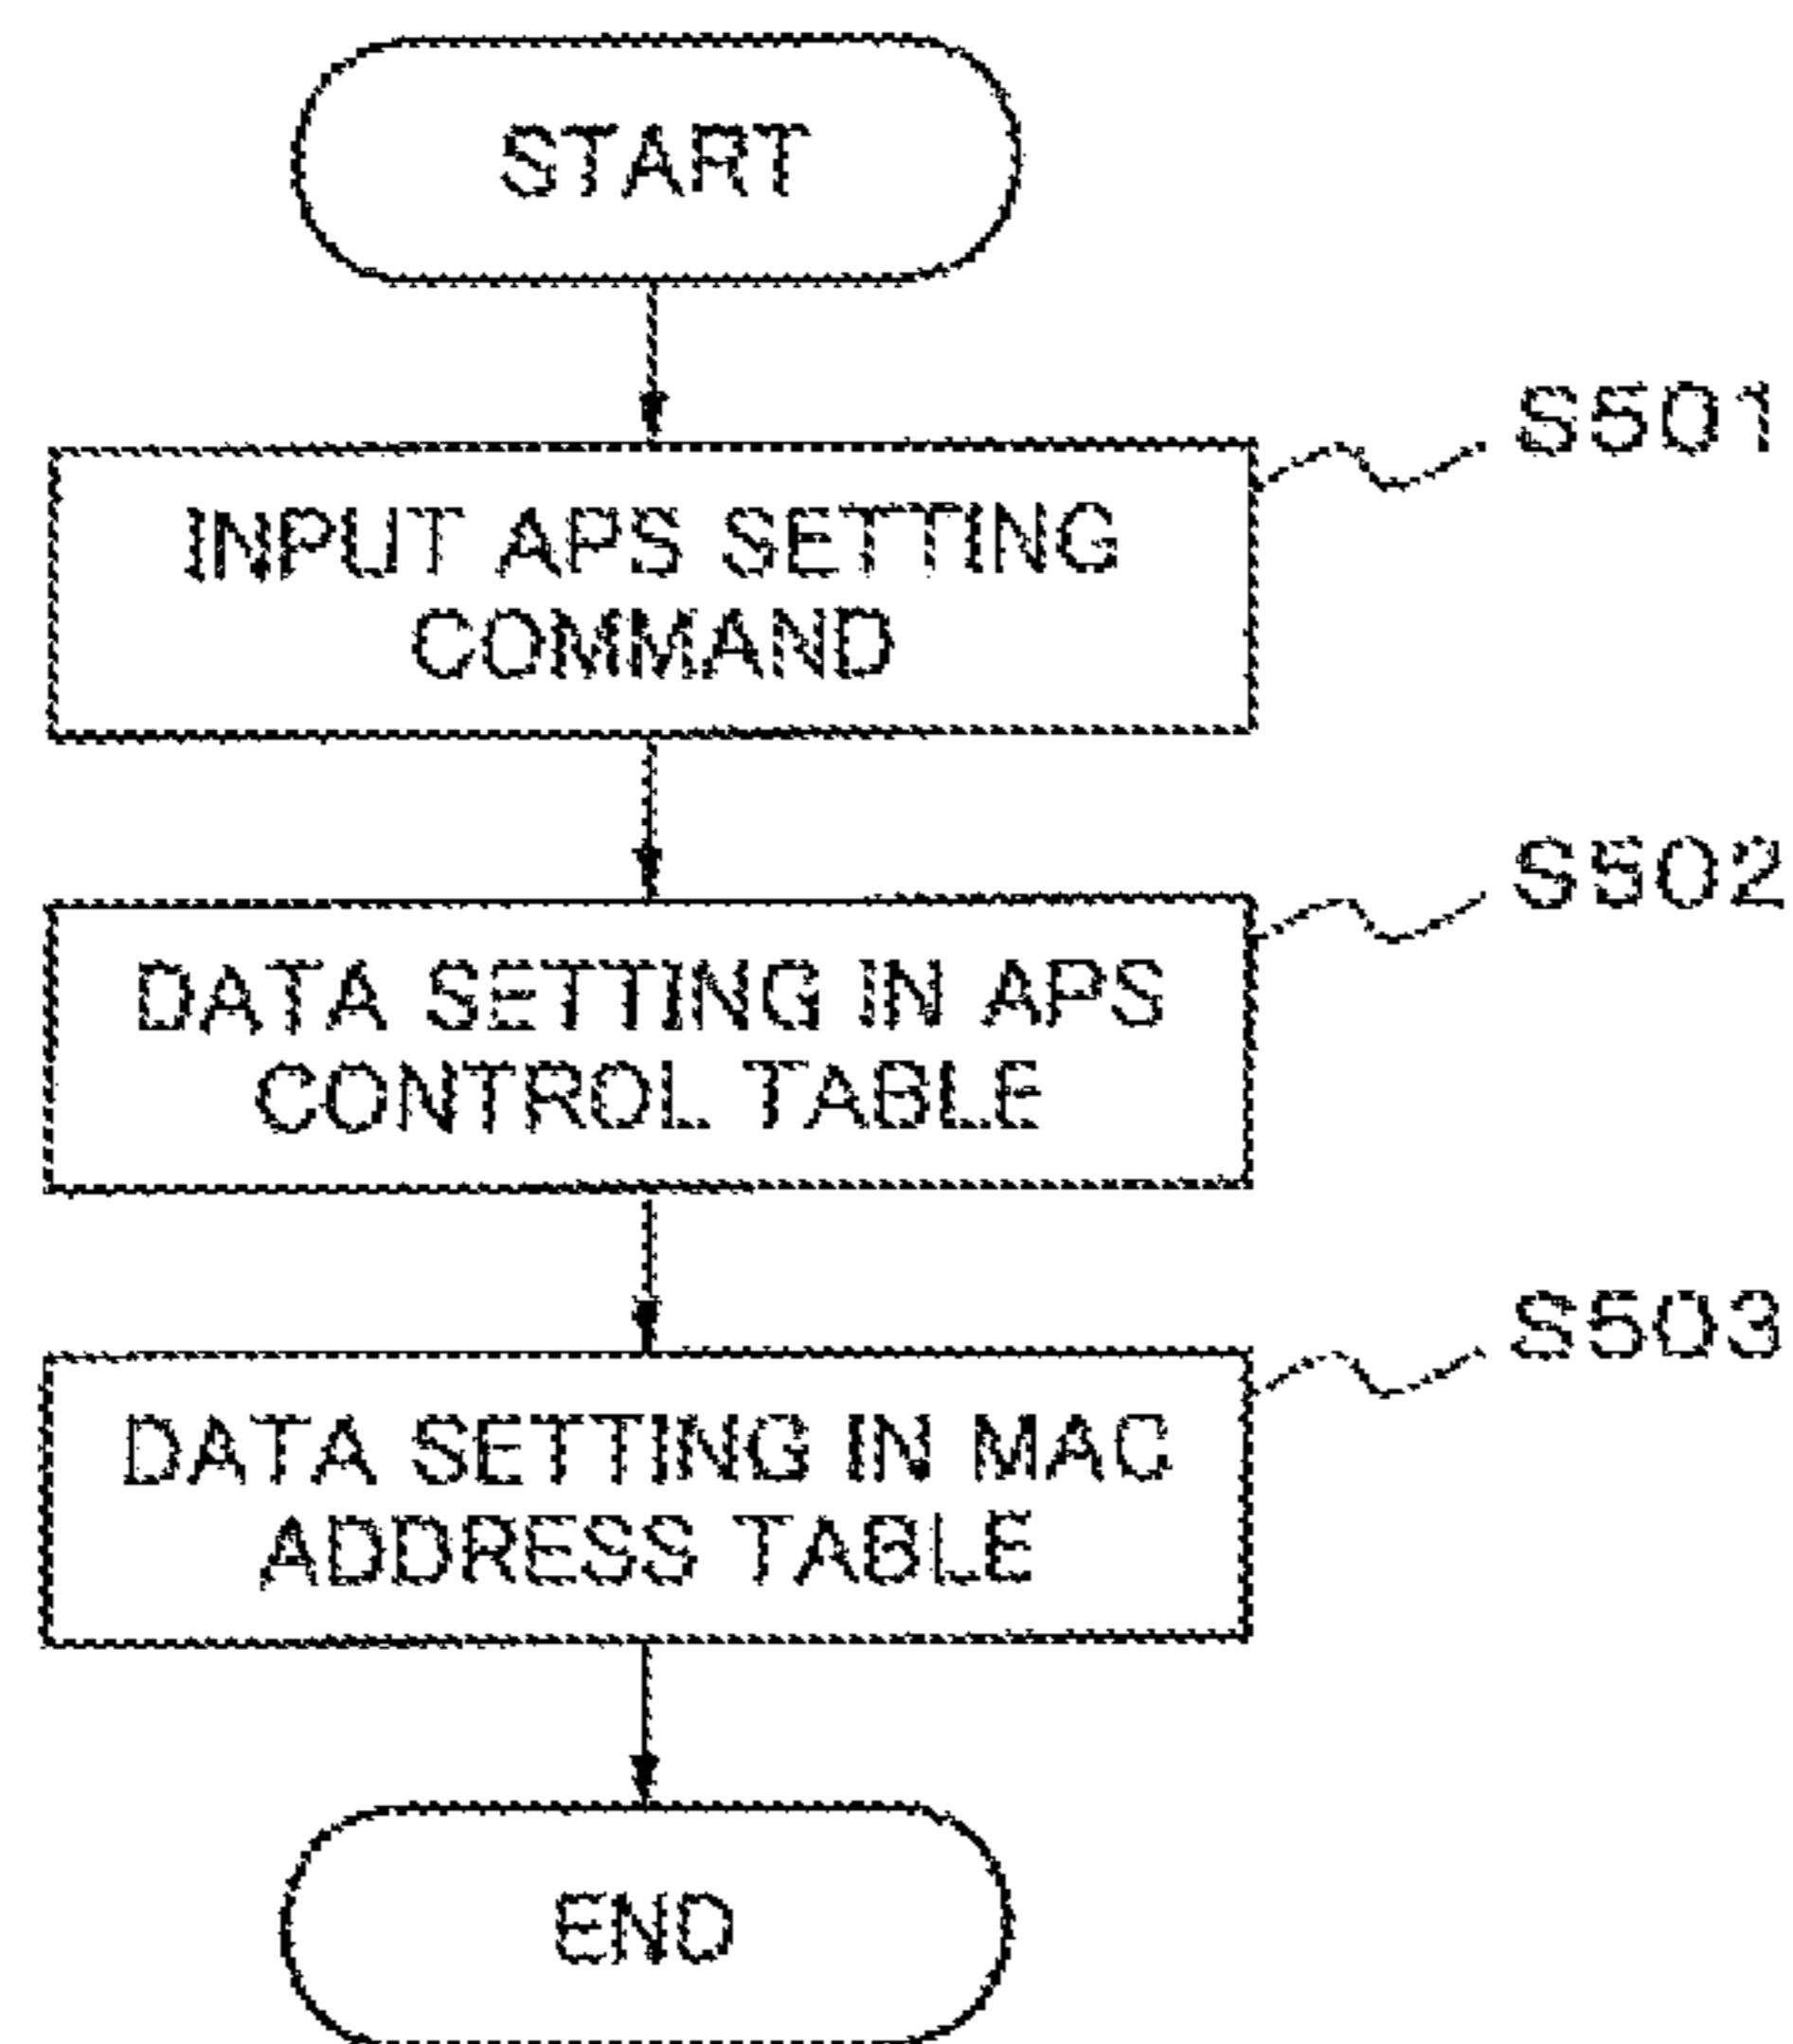 START
S501
INPUT APS SETTING
COMMAND
S502
DATA SETTING IN APS
CONTROL TABLE
S503
DATA SETTING IN MAC
ADDRESS TABLE
END